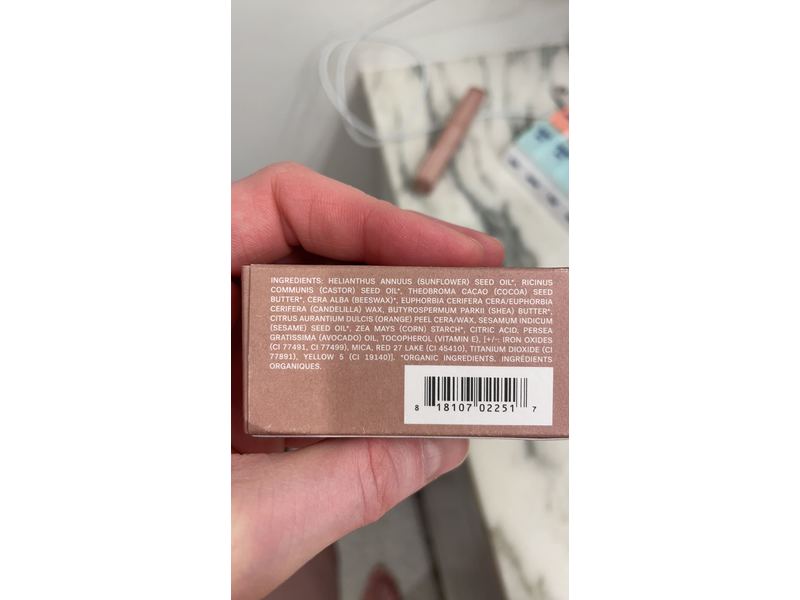 INGREDIENTS: HELIANTHUS ANNUUS (SUNFLOWER) SEED OIL*, RICINUS
COMMUNIS (CASTOR) SEED OIL*, THEOBROMA CACAO (COCOA) SEED
BUTTER*, CERA ALBA (BEESWAX)*, EUPHORBIA CERIFERA CERA/EUPHORBIA
CERIFERA (CANDELILLA) WAX, BUTYROSPERMUM PARKII (SHEA) BUTTER*,
CITRUS AURANTIUM DULCIS (ORANGE) PEEL CERA/WAX, SESAMUM INDICUM
(SESAME) SEED OIL*, ZEA MAYS (CORN) STARCH*, CITRIC ACID, PERSEA
GRATISSIMA (AVOCADO) OIL, TOCOPHEROL (VITAMIN E), [+/-: IRON OXIDES
(CI 77491, CI 77499), MICA, RED 27 LAKE (CI 45410), TITANIUM DIOXIDE (CI
77891), YELLOW 5 (CI 19140)]. *ORGANIC INGREDIENTS. INGRÉDIENTS
ORGANIQUES.
8 18107 02251 7